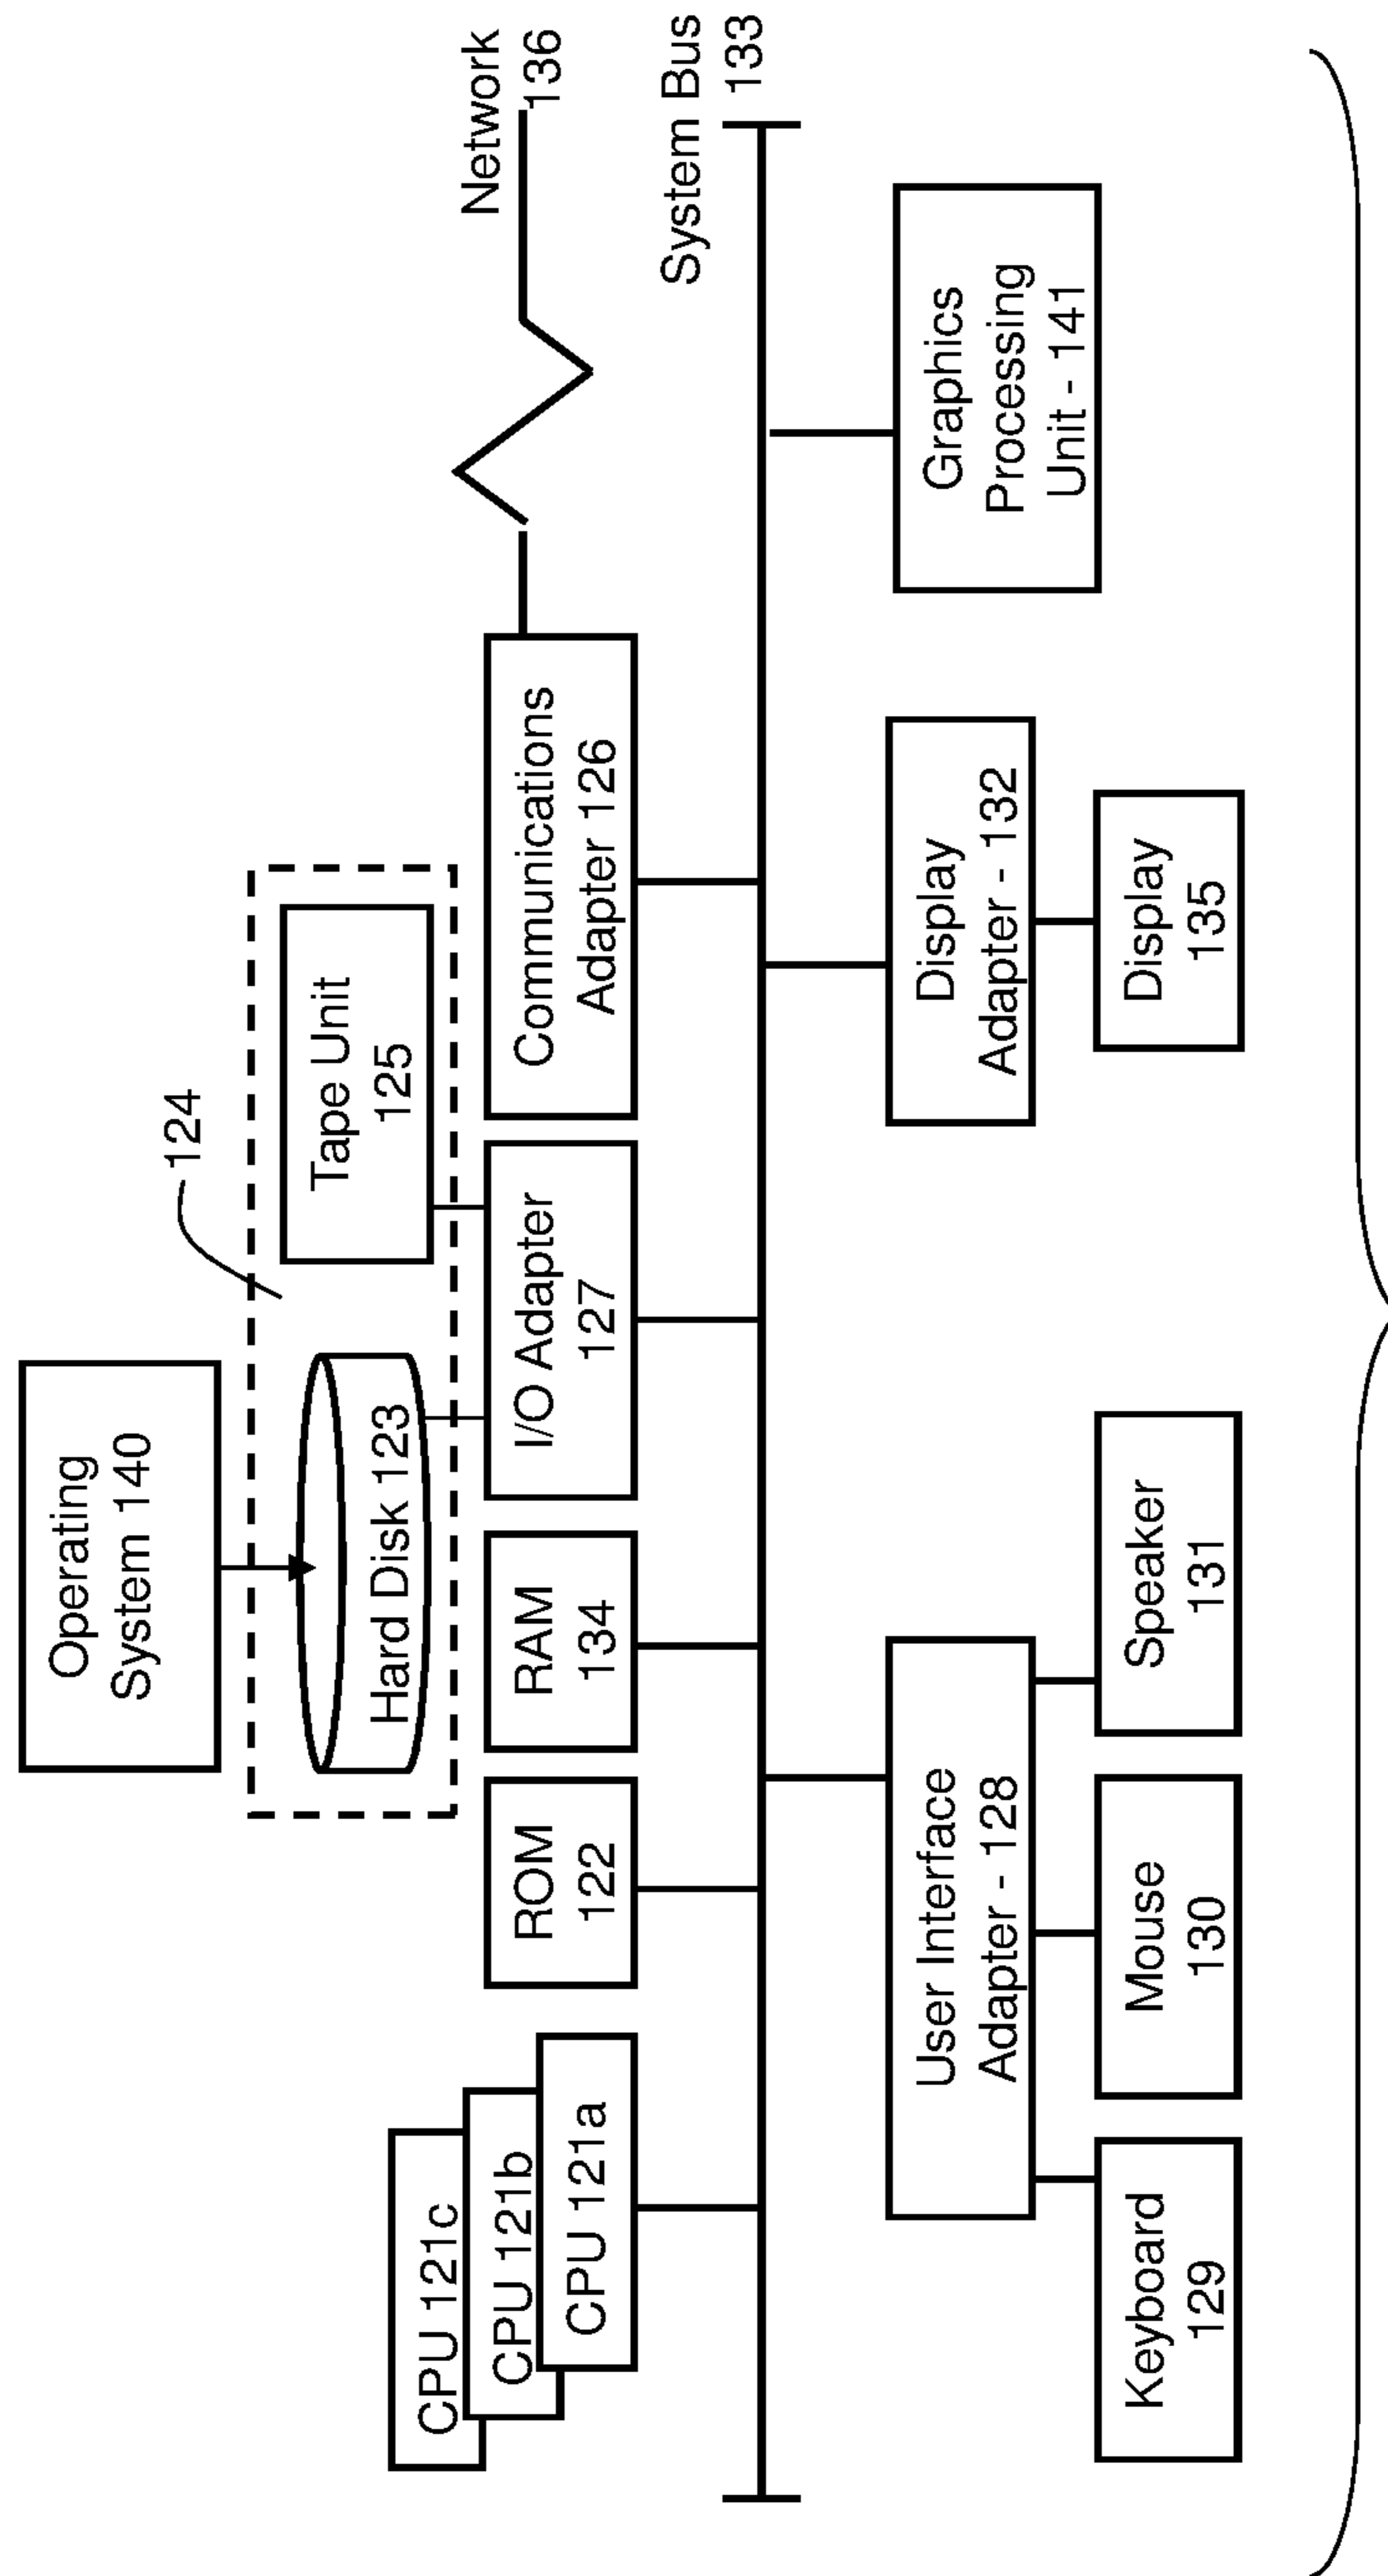 Operating
System 140
124
Hard Disk 123
Tape Unit
125
Network
136
CPU 121c
CPU 121b
CPU 121a
ROM
122
RAM
134
I/O Adapter
127
Communications
Adapter 126
System Bus
133
User Interface
Adapter - 128
Display
Adapter - 132
Graphics
Processing
Unit - 141
Keyboard
129
Mouse
130
Speaker
131
Display
135